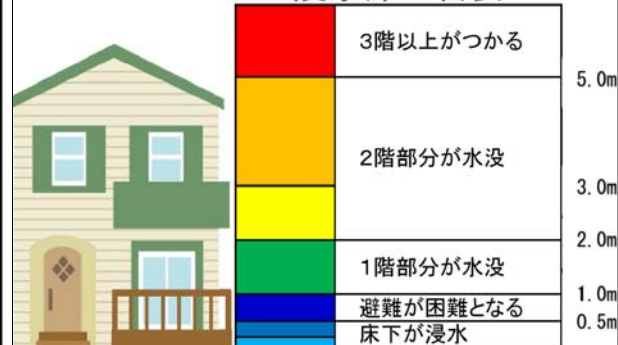 3階以上がつかる
5.0m
2階部分が水没
3.0m
2.0m
1階部分が水没
1.0m
避難が困難となる
0.5m
床下が浸水